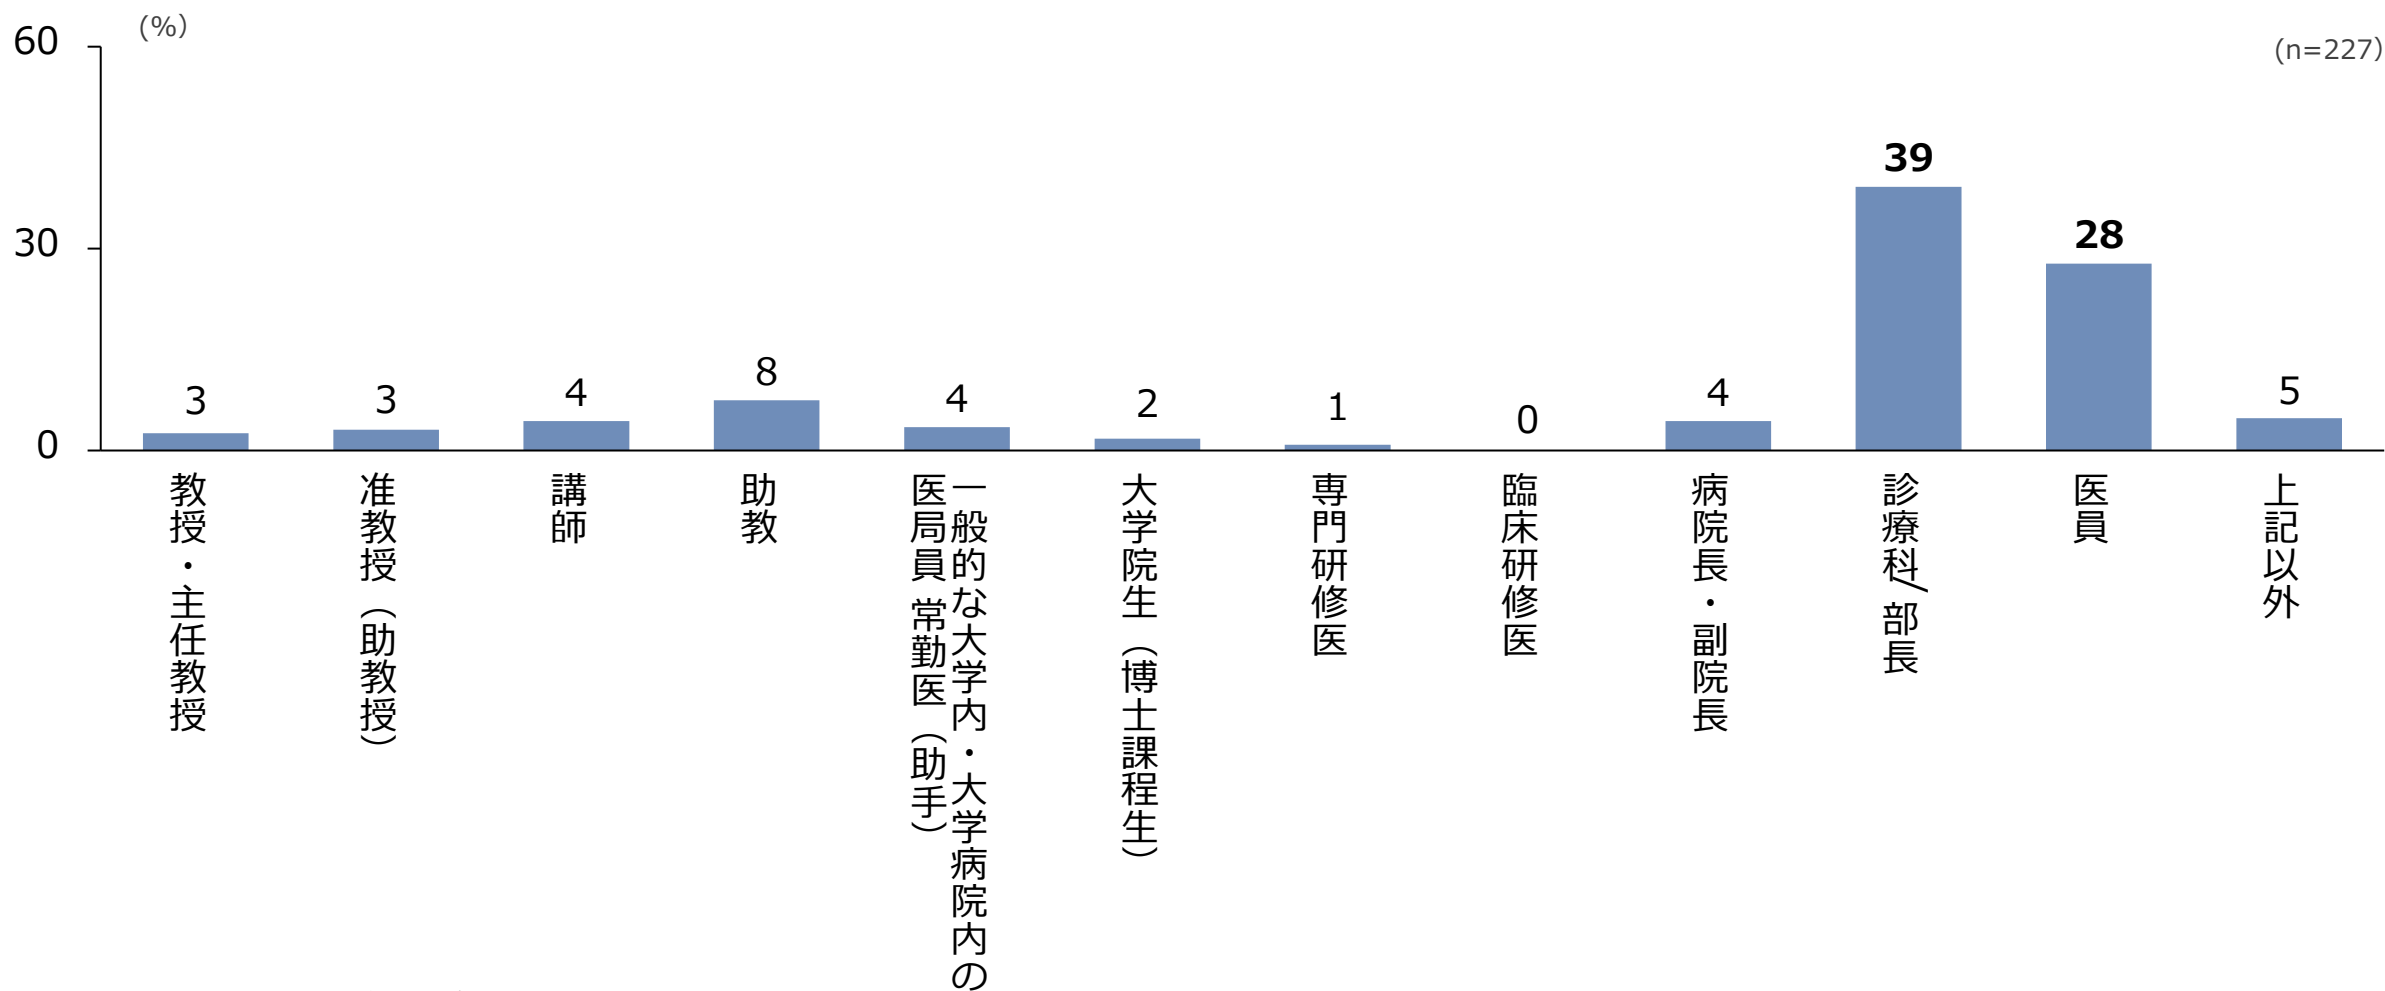 (%)
(n=227)
60
30
0
3
3
4
8
4
2
1
0
4
39
28
5
教授・主任教授
准教授（助教授）
講師
助教
一般的な大学内・大学病院内の
医局員 常勤医（助手）
大学院生（博士課程生）
専門研修医
臨床研修医
病院長・副院長
診療科/部長
医員
上記以外